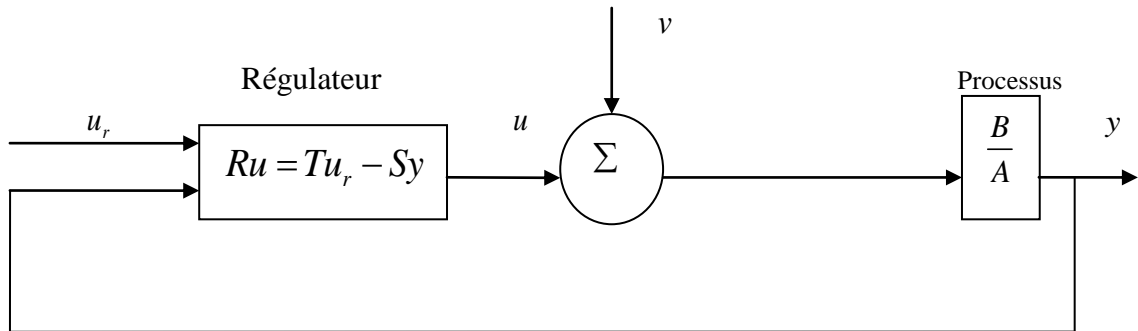 v
Régulateur
Processus
u_r
u
y
Ru = Tu_r − Sy
Σ
B
A